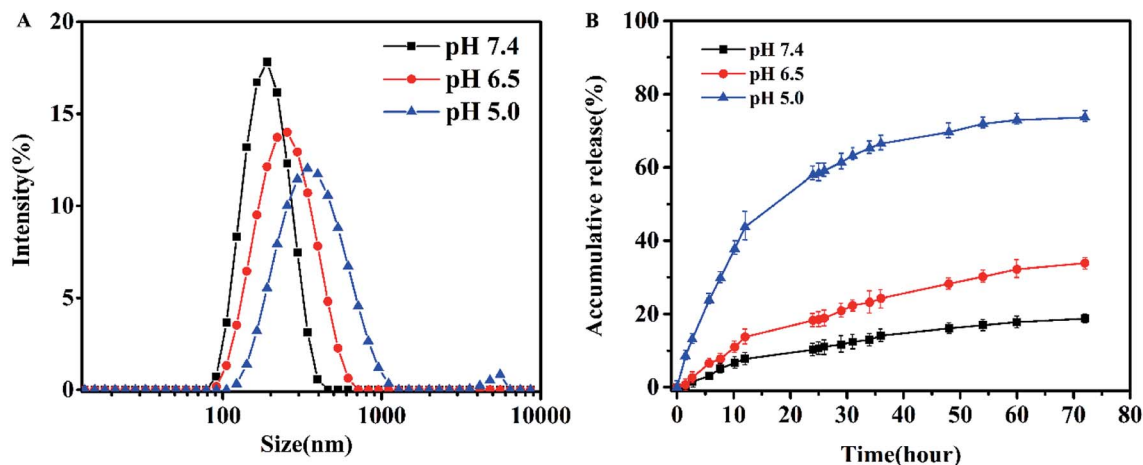 A
Intensity(%)
20
15
10
5
0
pH 7.4
pH 6.5
pH 5.0
100
1000
10000
Size(nm)
B
Accumulative release(%)
100
80
60
40
20
0
pH 7.4
pH 6.5
pH 5.0
0 10 20 30 40 50 60 70 80
Time(hour)